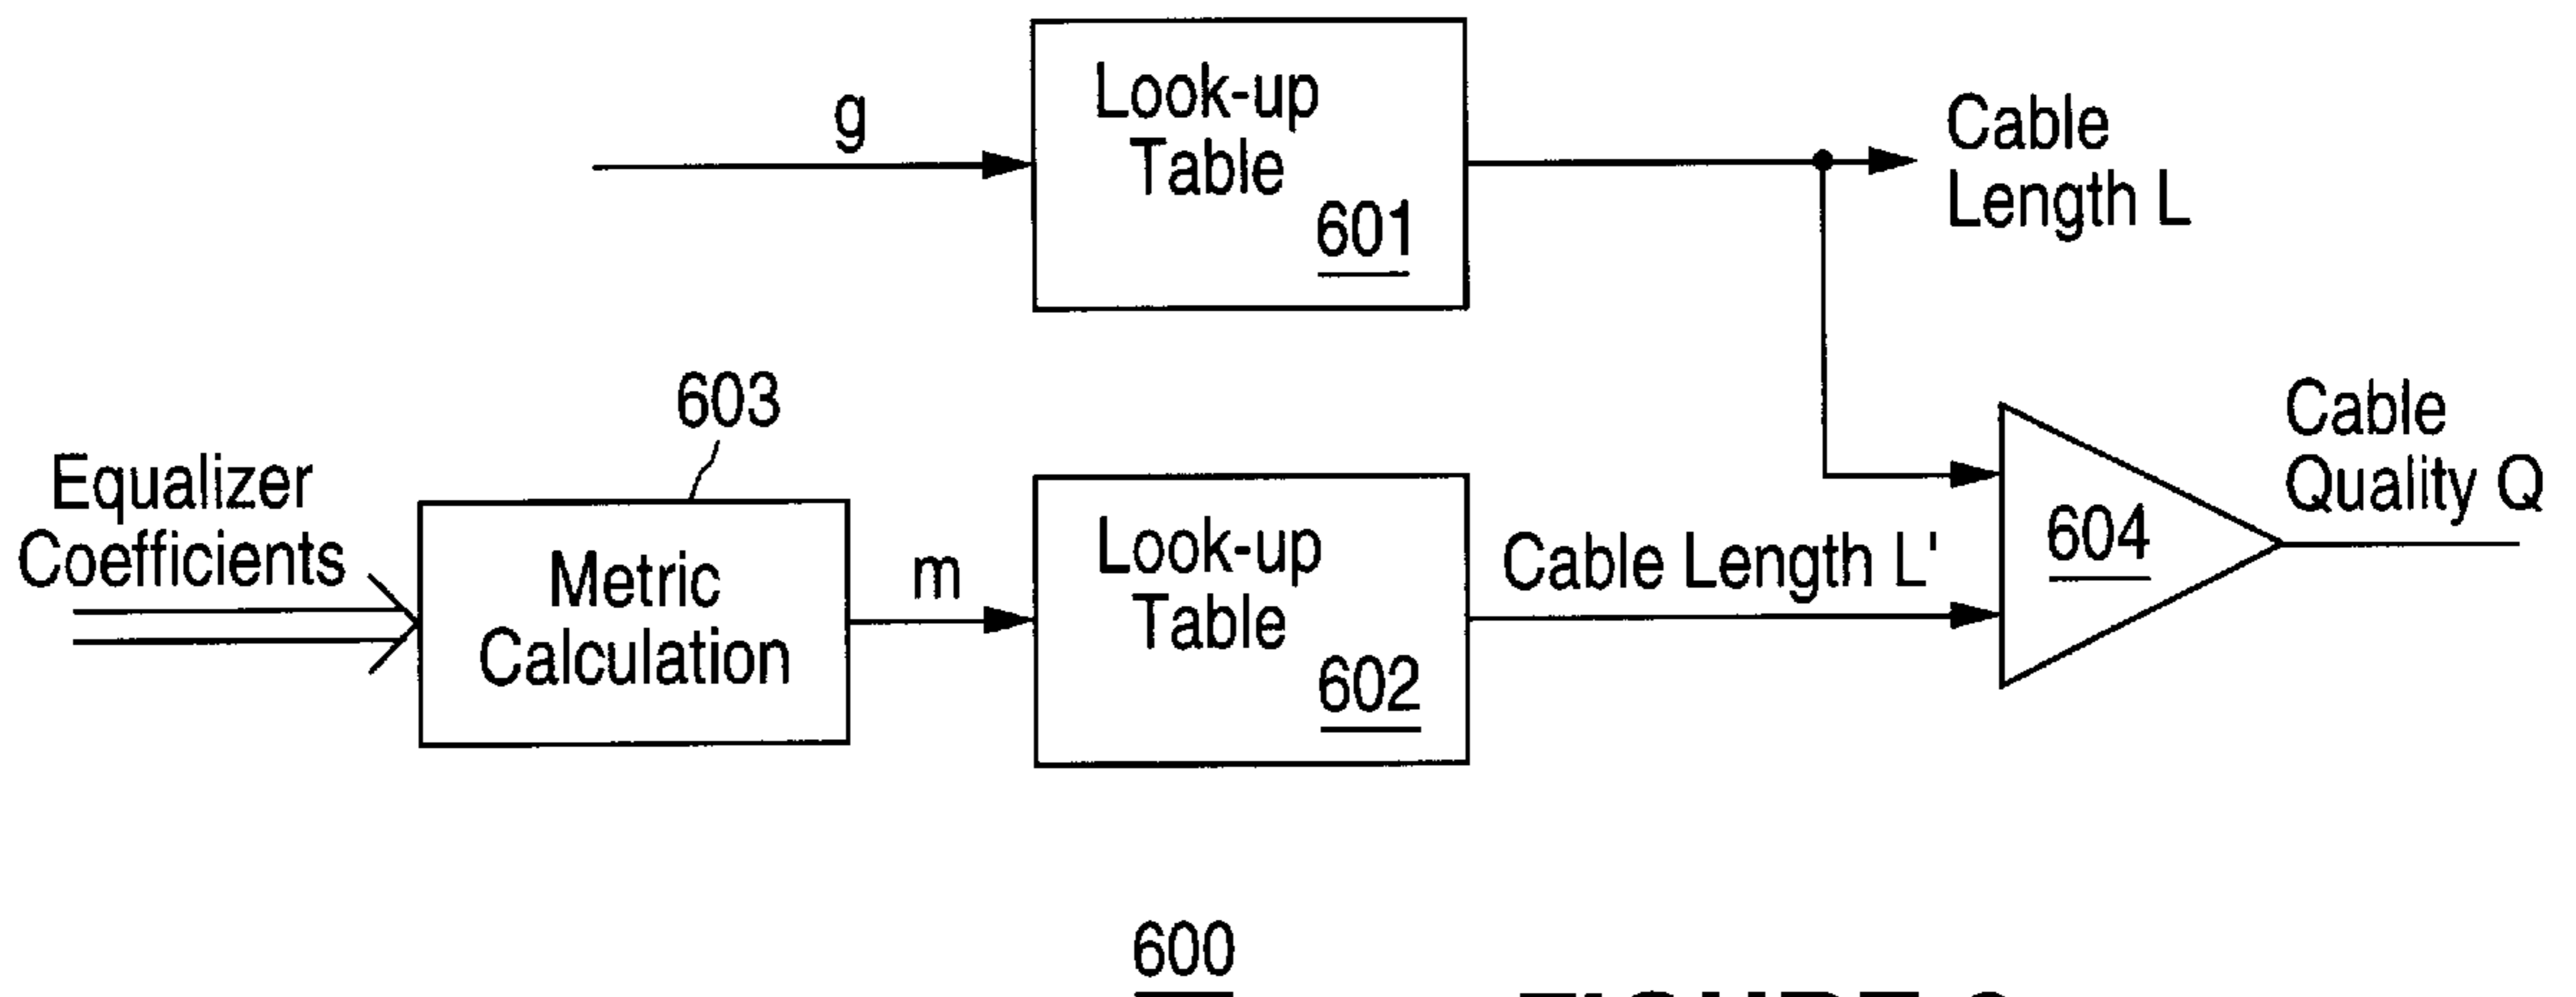 g
Look-up
Table
601
Cable
Length L
603
Equalizer
Coefficients
Metric
Calculation
m
Look-up
Table
602
Cable Length L'
604
Cable
Quality Q
600